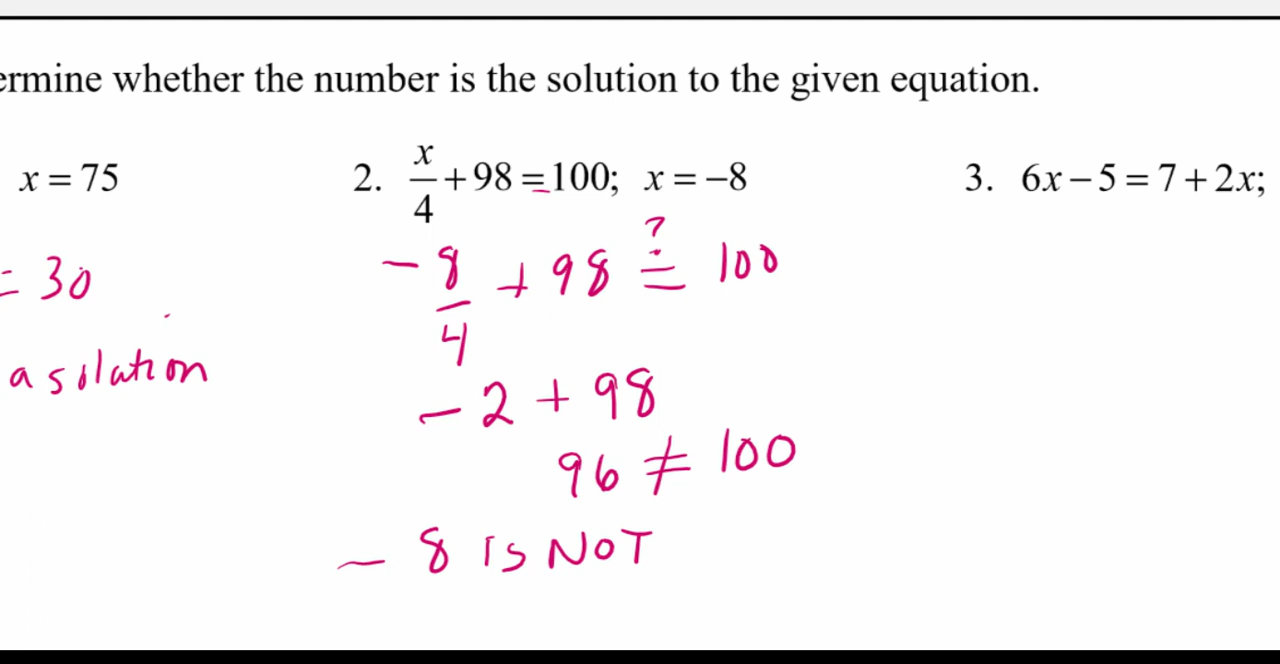 ermine whether the number is the solution to the given equation.
x = 75
= 30
a solution
2. x/4 + 98 = 100; x = −8
−8/4 + 98 ≟ 100
−2 + 98
96 ≠ 100
−8 is NOT
3. 6x − 5 = 7 + 2x;